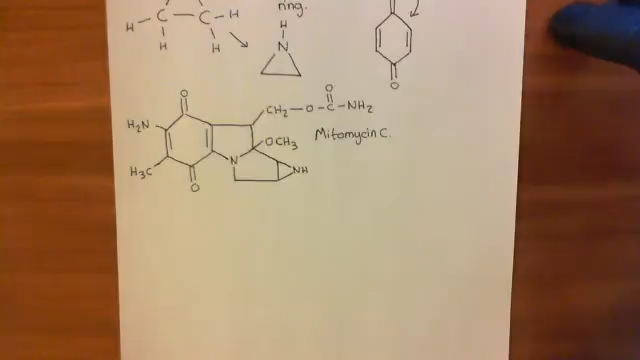 ring.
H
C - C - H
H
H H
N
O
O
CH₂ - O - C - NH₂
O
H₂N
OCH₃
Mitomycin C.
N
NH
H₃C
O